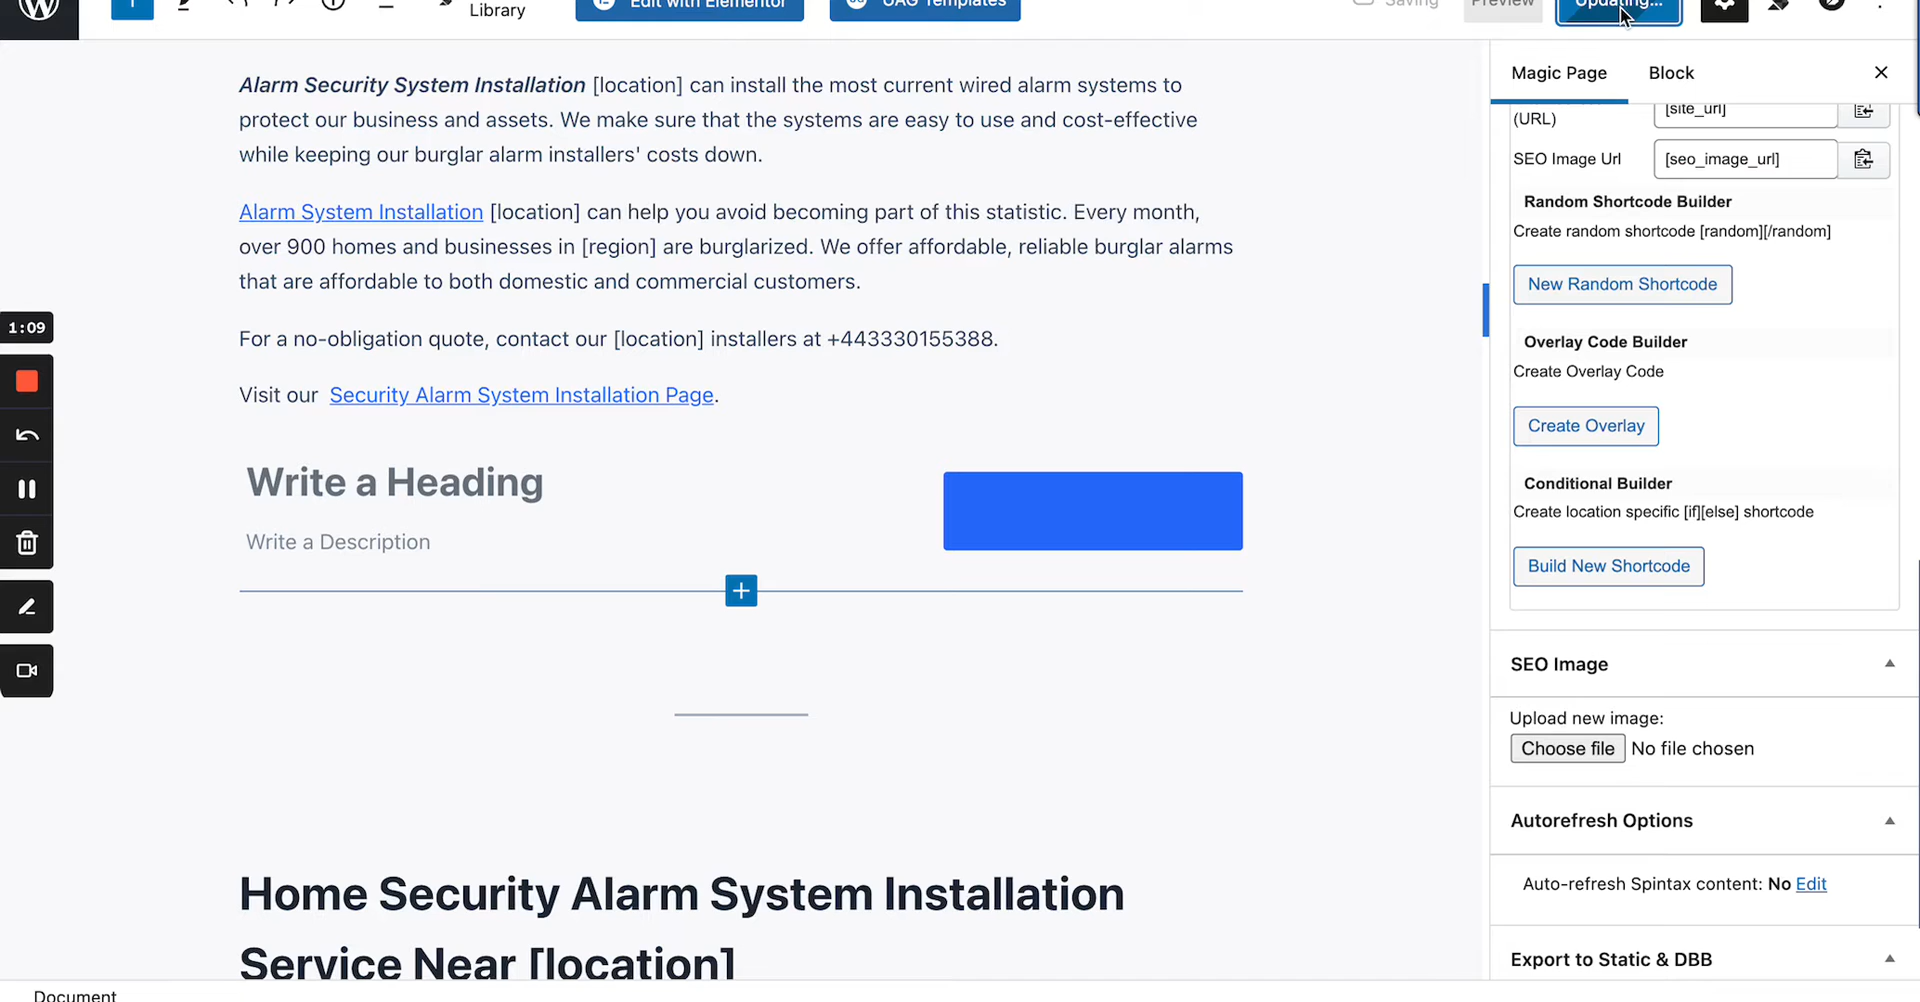 Library
Edit with Elementor
UAG Templates
Saving
Preview
Updating...
Alarm Security System Installation [location] can install the most current wired alarm systems to
protect our business and assets. We make sure that the systems are easy to use and cost-effective
while keeping our burglar alarm installers' costs down.
Alarm System Installation [location] can help you avoid becoming part of this statistic. Every month,
over 900 homes and businesses in [region] are burglarized. We offer affordable, reliable burglar alarms
that are affordable to both domestic and commercial customers.
For a no-obligation quote, contact our [location] installers at +443330155388.
Visit our Security Alarm System Installation Page.
Write a Heading
Write a Description
Home Security Alarm System Installation
Service Near [location]
Document
1:09
Magic Page
Block
(URL)
[site_url]
SEO Image Url
[seo_image_url]
Random Shortcode Builder
Create random shortcode [random][/random]
New Random Shortcode
Overlay Code Builder
Create Overlay Code
Create Overlay
Conditional Builder
Create location specific [if][else] shortcode
Build New Shortcode
SEO Image
Upload new image:
Choose file No file chosen
Autorefresh Options
Auto-refresh Spintax content: No Edit
Export to Static & DBB